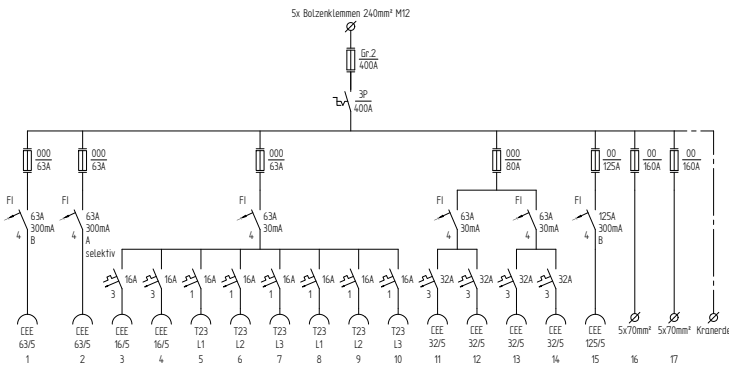 5x Bolzenklemmen 240mm² M12
Gr.2
400A
3P
400A
000
63A
000
63A
000
63A
000
80A
00
125A
00
160A
00
160A
FI
63A
300mA
4
B
FI
63A
300mA
4
A
selektiv
FI
63A
30mA
4
FI
63A
30mA
4
FI
63A
30mA
4
FI
125A
300mA
4
B
16A
3
16A
3
16A
1
16A
1
16A
1
16A
1
16A
1
16A
1
32A
3
32A
3
32A
3
32A
3
CEE
63/5
1
CEE
63/5
2
CEE
16/5
3
CEE
16/5
4
T23
L1
5
T23
L2
6
T23
L3
7
T23
L1
8
T23
L2
9
T23
L3
10
CEE
32/5
11
CEE
32/5
12
CEE
32/5
13
CEE
32/5
14
CEE
125/5
15
5x70mm²
16
5x70mm²
17
Kranerde